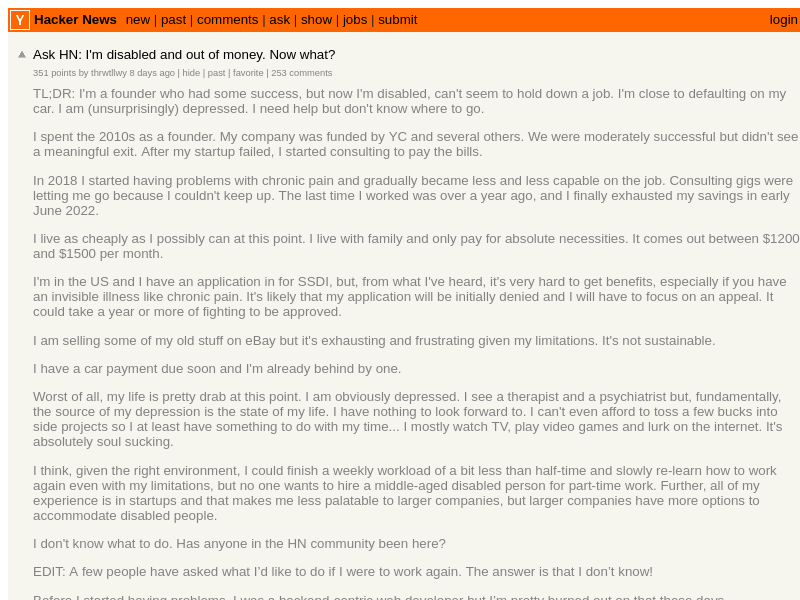 Y Hacker News new | past | comments | ask | show | jobs | submit login
Ask HN: I'm disabled and out of money. Now what?
351 points by thrwtllwy 8 days ago | hide | past | favorite | 253 comments
TL;DR: I'm a founder who had some success, but now I'm disabled, can't seem to hold down a job. I'm close to defaulting on my
car. I am (unsurprisingly) depressed. I need help but don't know where to go.
I spent the 2010s as a founder. My company was funded by YC and several others. We were moderately successful but didn't see
a meaningful exit. After my startup failed, I started consulting to pay the bills.
In 2018 I started having problems with chronic pain and gradually became less and less capable on the job. Consulting gigs were
letting me go because I couldn't keep up. The last time I worked was over a year ago, and I finally exhausted my savings in early
June 2022.
I live as cheaply as I possibly can at this point. I live with family and only pay for absolute necessities. It comes out between $1200
and $1500 per month.
I'm in the US and I have an application in for SSDI, but, from what I've heard, it's very hard to get benefits, especially if you have
an invisible illness like chronic pain. It's likely that my application will be initially denied and I will have to focus on an appeal. It
could take a year or more of fighting to be approved.
I am selling some of my old stuff on eBay but it's exhausting and frustrating given my limitations. It's not sustainable.
I have a car payment due soon and I'm already behind by one.
Worst of all, my life is pretty drab at this point. I am obviously depressed. I see a therapist and a psychiatrist but, fundamentally,
the source of my depression is the state of my life. I have nothing to look forward to. I can't even afford to toss a few bucks into
side projects so I at least have something to do with my time... I mostly watch TV, play video games and lurk on the internet. It's
absolutely soul sucking.
I think, given the right environment, I could finish a weekly workload of a bit less than half-time and slowly re-learn how to work
again even with my limitations, but no one wants to hire a middle-aged disabled person for part-time work. Further, all of my
experience is in startups and that makes me less palatable to larger companies, but larger companies have more options to
accommodate disabled people.
I don't know what to do. Has anyone in the HN community been here?
EDIT: A few people have asked what I’d like to do if I were to work again. The answer is that I don’t know!
Before I started having problems, I was a backend-centric web developer but I'm pretty burned out on that these days.